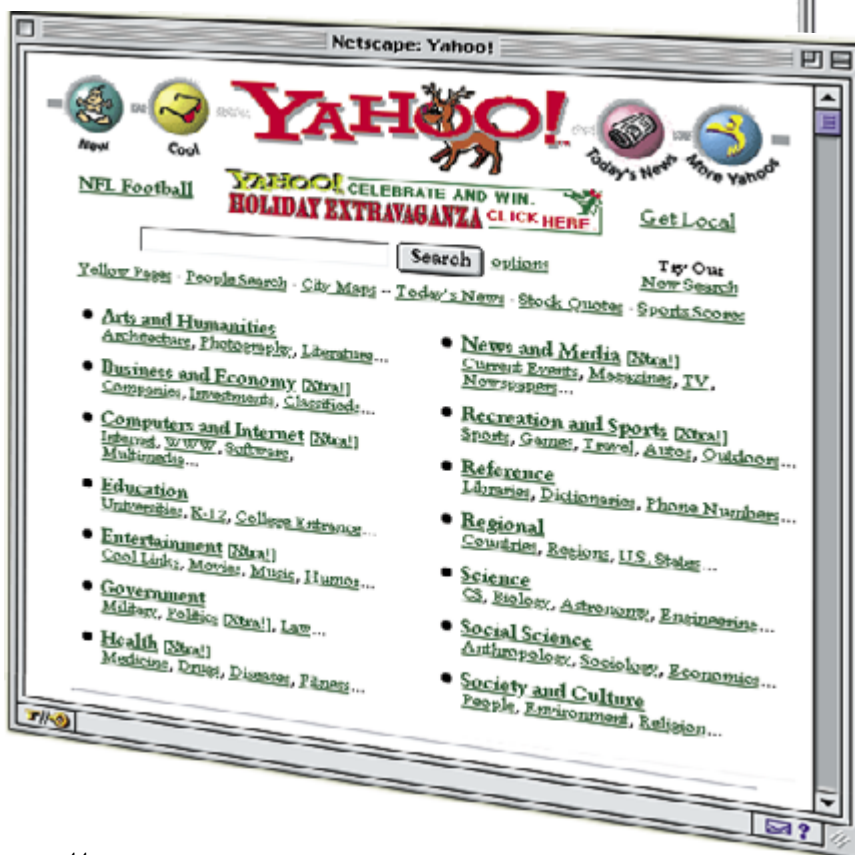 Netscape: Yahoo!
YAHOO!
New
Cool
Today's News
More Yahoos
NFL Football
YAHOO! CELEBRATE AND WIN.
HOLIDAY EXTRAVAGANZA CLICK HERE
Get Local
Search options
Try Our
News Search
Yellow Pages - People Search - City Maps -- Today's News - Stock Quotes - Sports Scores
Arts and Humanities
Architecture, Photography, Literature...
Business and Economy [Xtra!]
Companies, Investments, Classifieds...
Computers and Internet [Xtra!]
Internet, WWW, Software,
Multimedia...
Education
Universities, K-12, College Entrance...
Entertainment [Xtra!]
Cool Links, Movies, Music, Humor...
Government
Military, Politics [Xtra!], Law...
Health [Xtra!]
Medicine, Drugs, Diseases, Fitness...
News and Media [Xtra!]
Current Events, Magazines, TV,
Newspapers...
Recreation and Sports [Xtra!]
Sports, Games, Travel, Autos, Outdoors...
Reference
Libraries, Dictionaries, Phone Numbers...
Regional
Countries, Regions, U.S. States...
Science
CS, Biology, Astronomy, Engineering...
Social Science
Anthropology, Sociology, Economics...
Society and Culture
People, Environment, Religion...
?